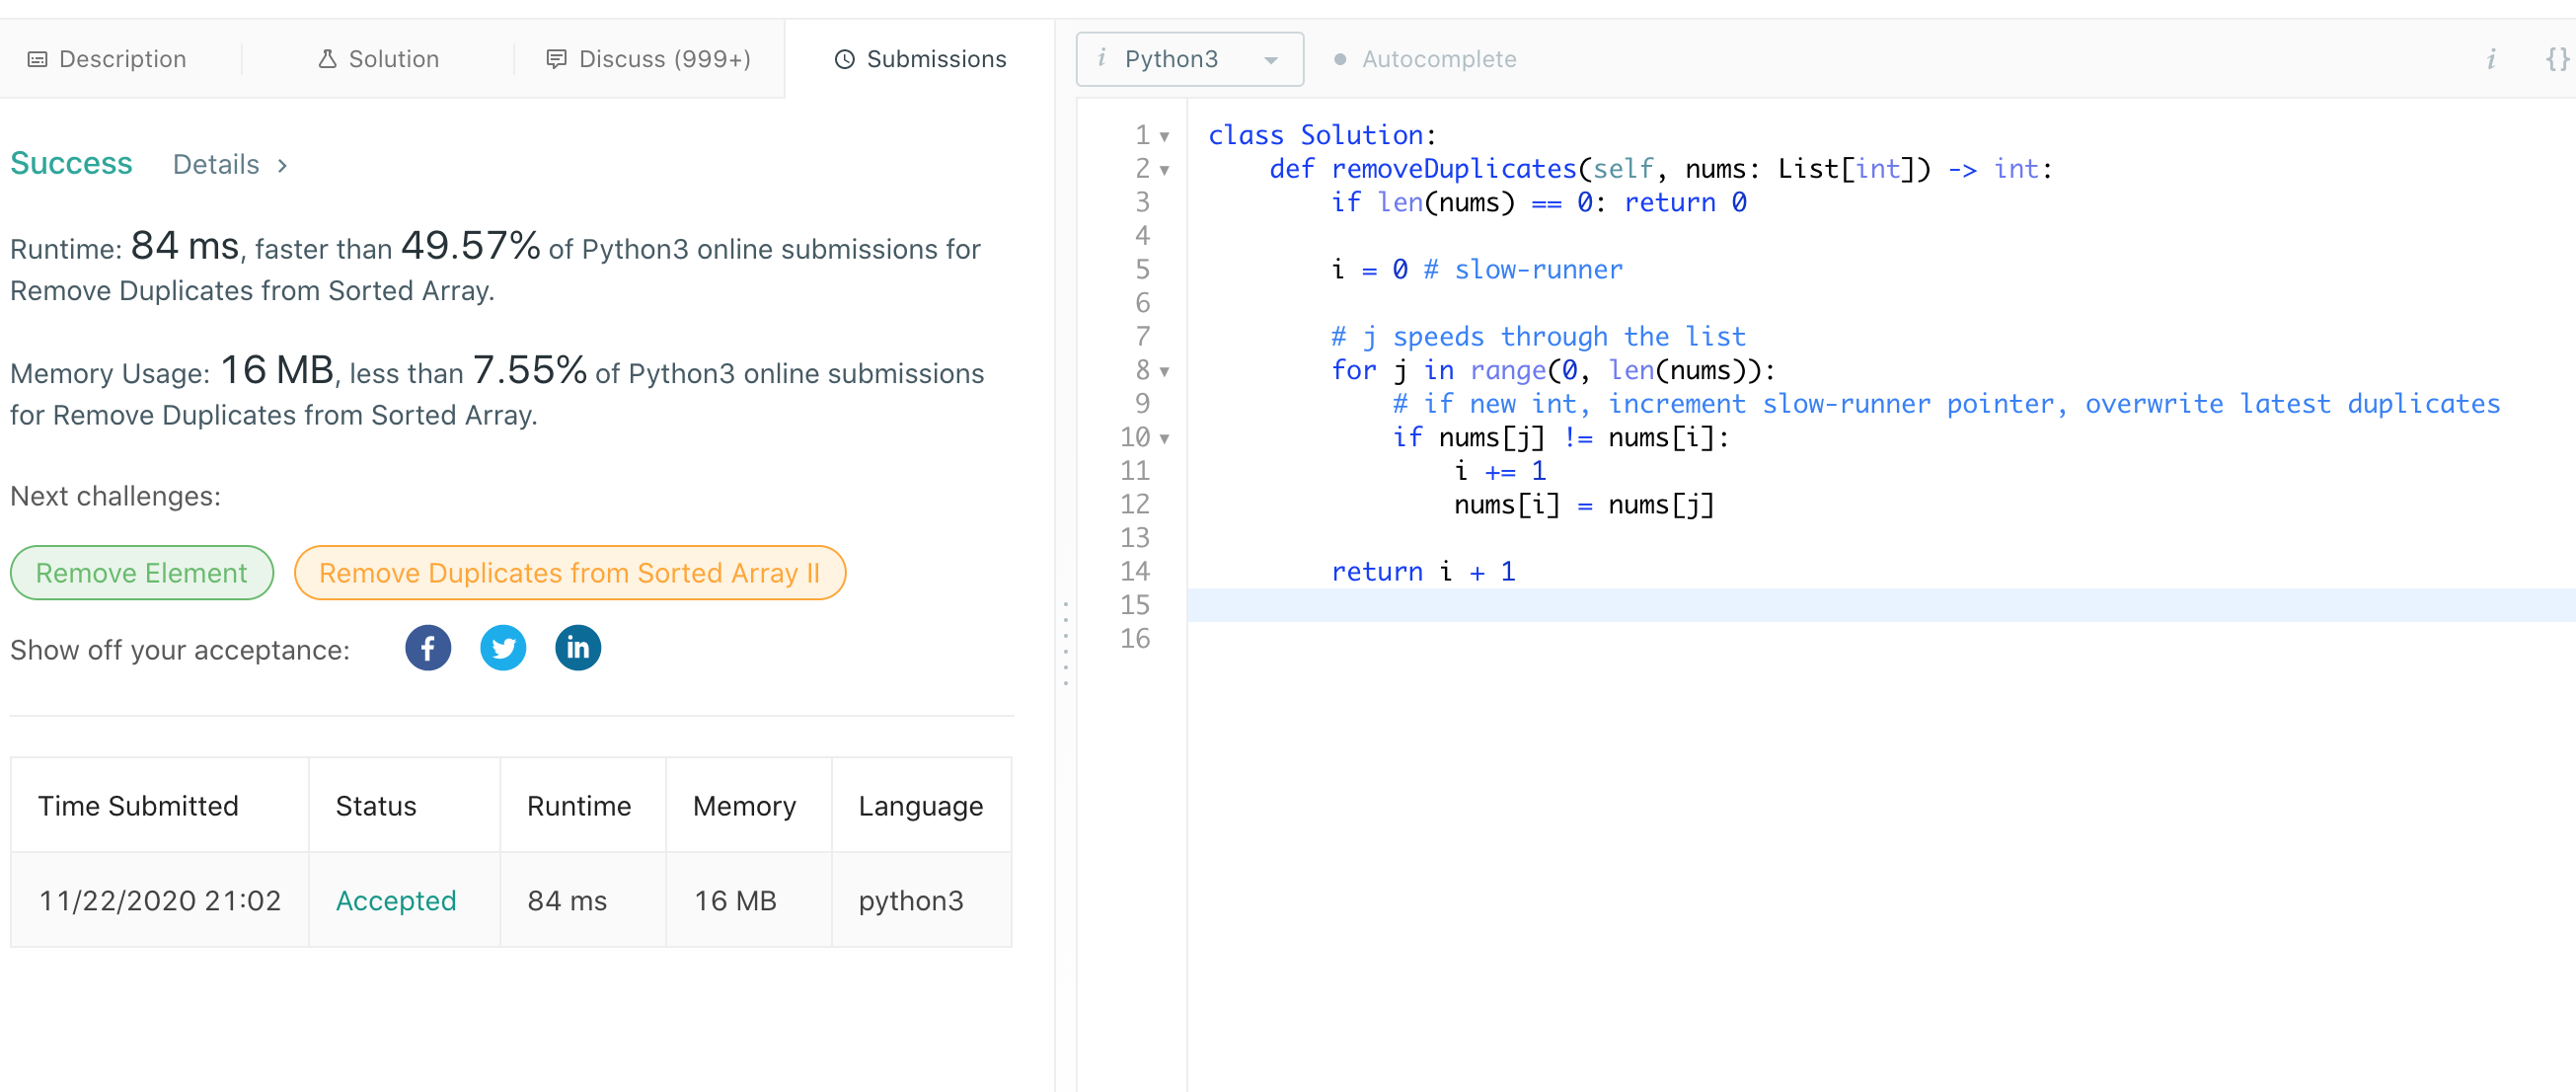 Description
Solution
Discuss (999+)
Submissions
Success Details >
Runtime: 84 ms, faster than 49.57% of Python3 online submissions for
Remove Duplicates from Sorted Array.
Memory Usage: 16 MB, less than 7.55% of Python3 online submissions
for Remove Duplicates from Sorted Array.
Next challenges:
Remove Element
Remove Duplicates from Sorted Array II
Show off your acceptance: f in
Time Submitted Status Runtime Memory Language
11/22/2020 21:02 Accepted 84 ms 16 MB python3
i Python3 Autocomplete i {}
1 class Solution:
2 def removeDuplicates(self, nums: List[int]) -> int:
3 if len(nums) == 0: return 0
4
5 i = 0 # slow-runner
6
7 # j speeds through the list
8 for j in range(0, len(nums)):
9 # if new int, increment slow-runner pointer, overwrite latest duplicates
10 if nums[j] != nums[i]:
11 i += 1
12 nums[i] = nums[j]
13
14 return i + 1
15
16